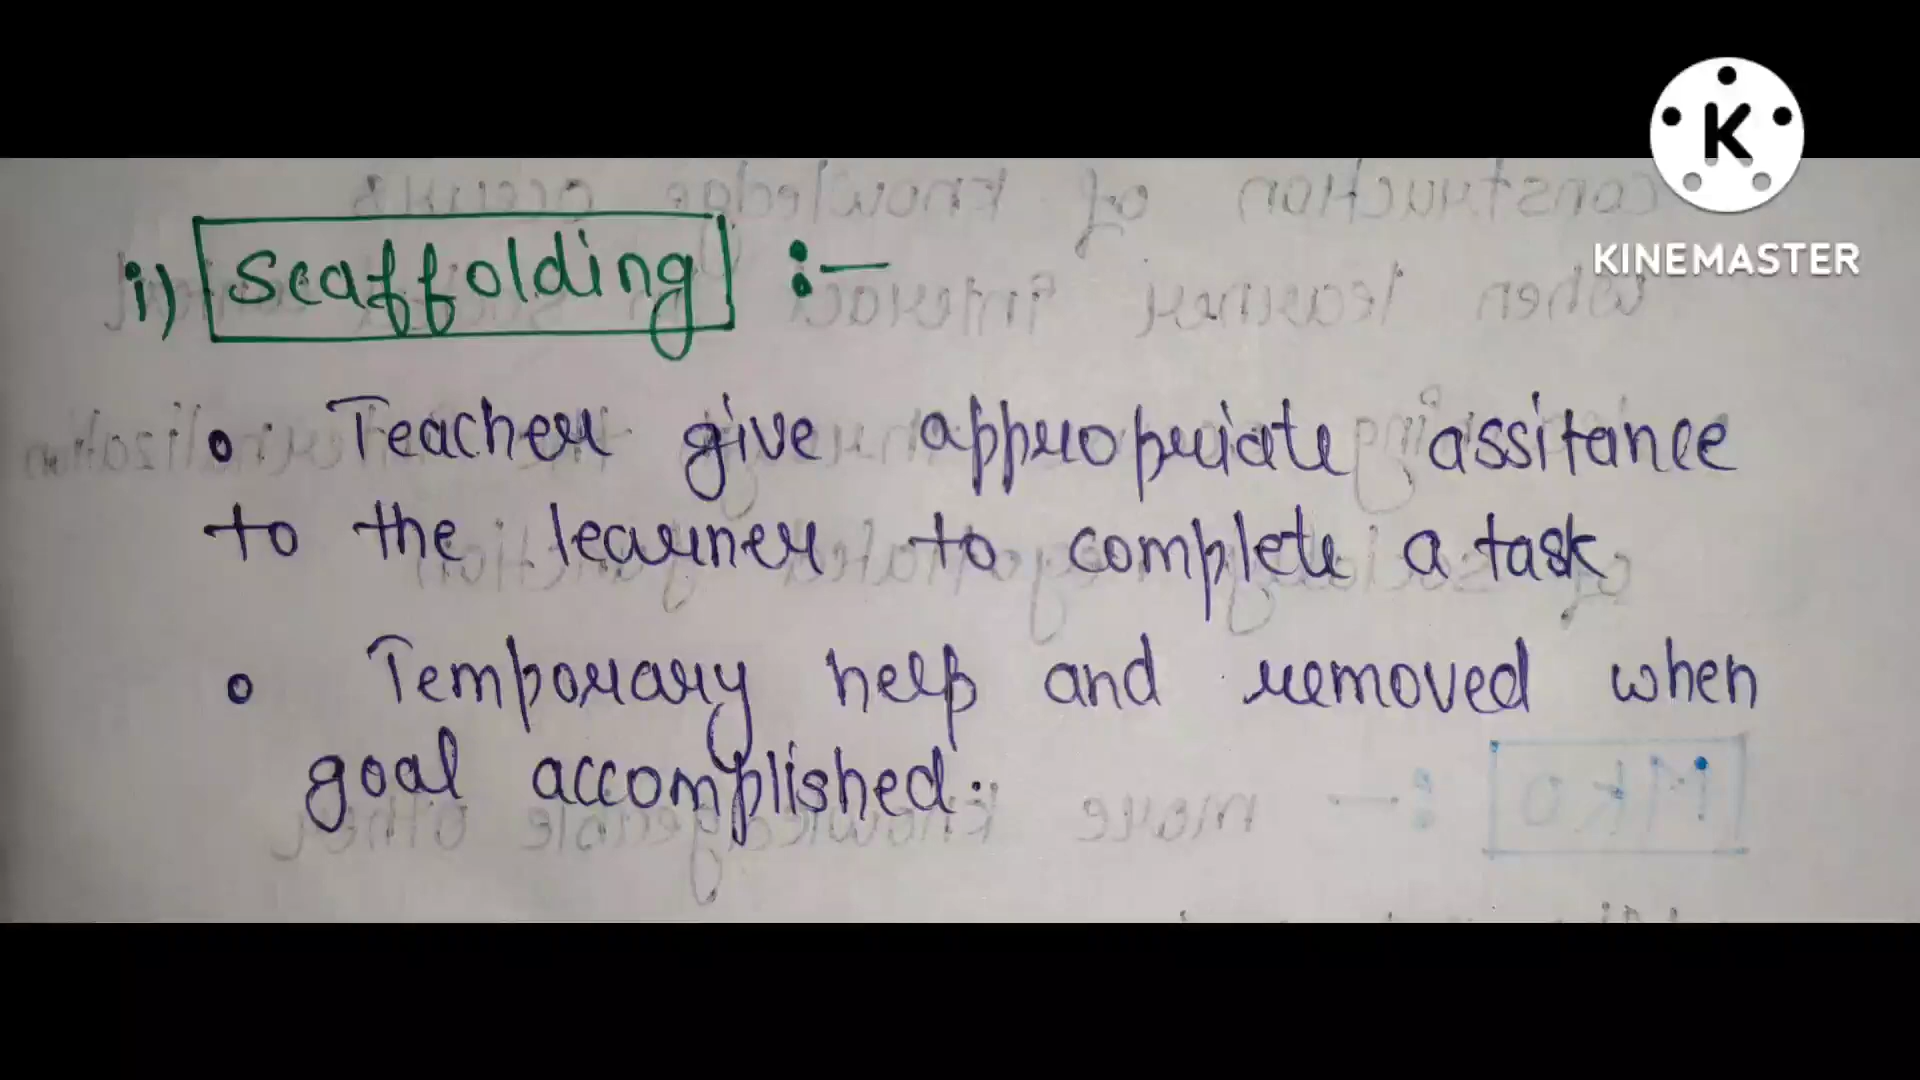 KINEMASTER
i) Scaffolding :-
• Teacher give appropriate assitance
to the learner to complete a task
• Temporary help and removed when
goal accomplished.